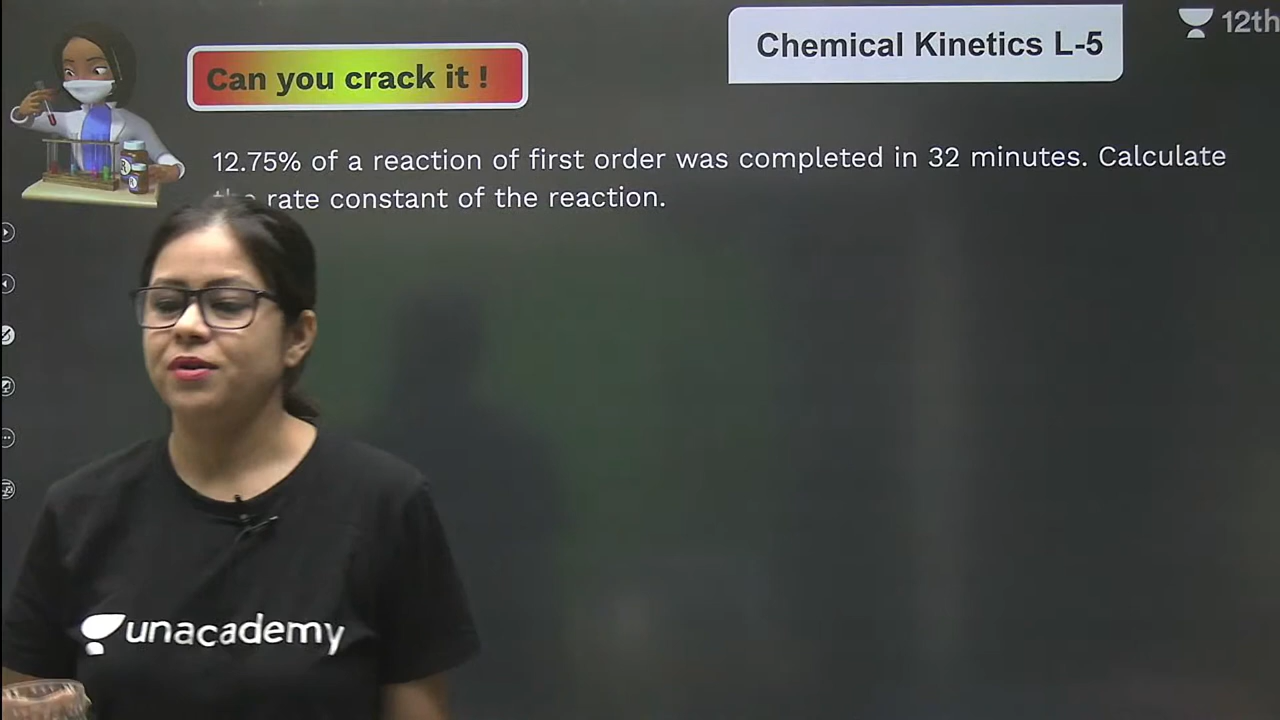 Can you crack it !
Chemical Kinetics L-5
12th
12.75% of a reaction of first order was completed in 32 minutes. Calculate
the rate constant of the reaction.
unacademy